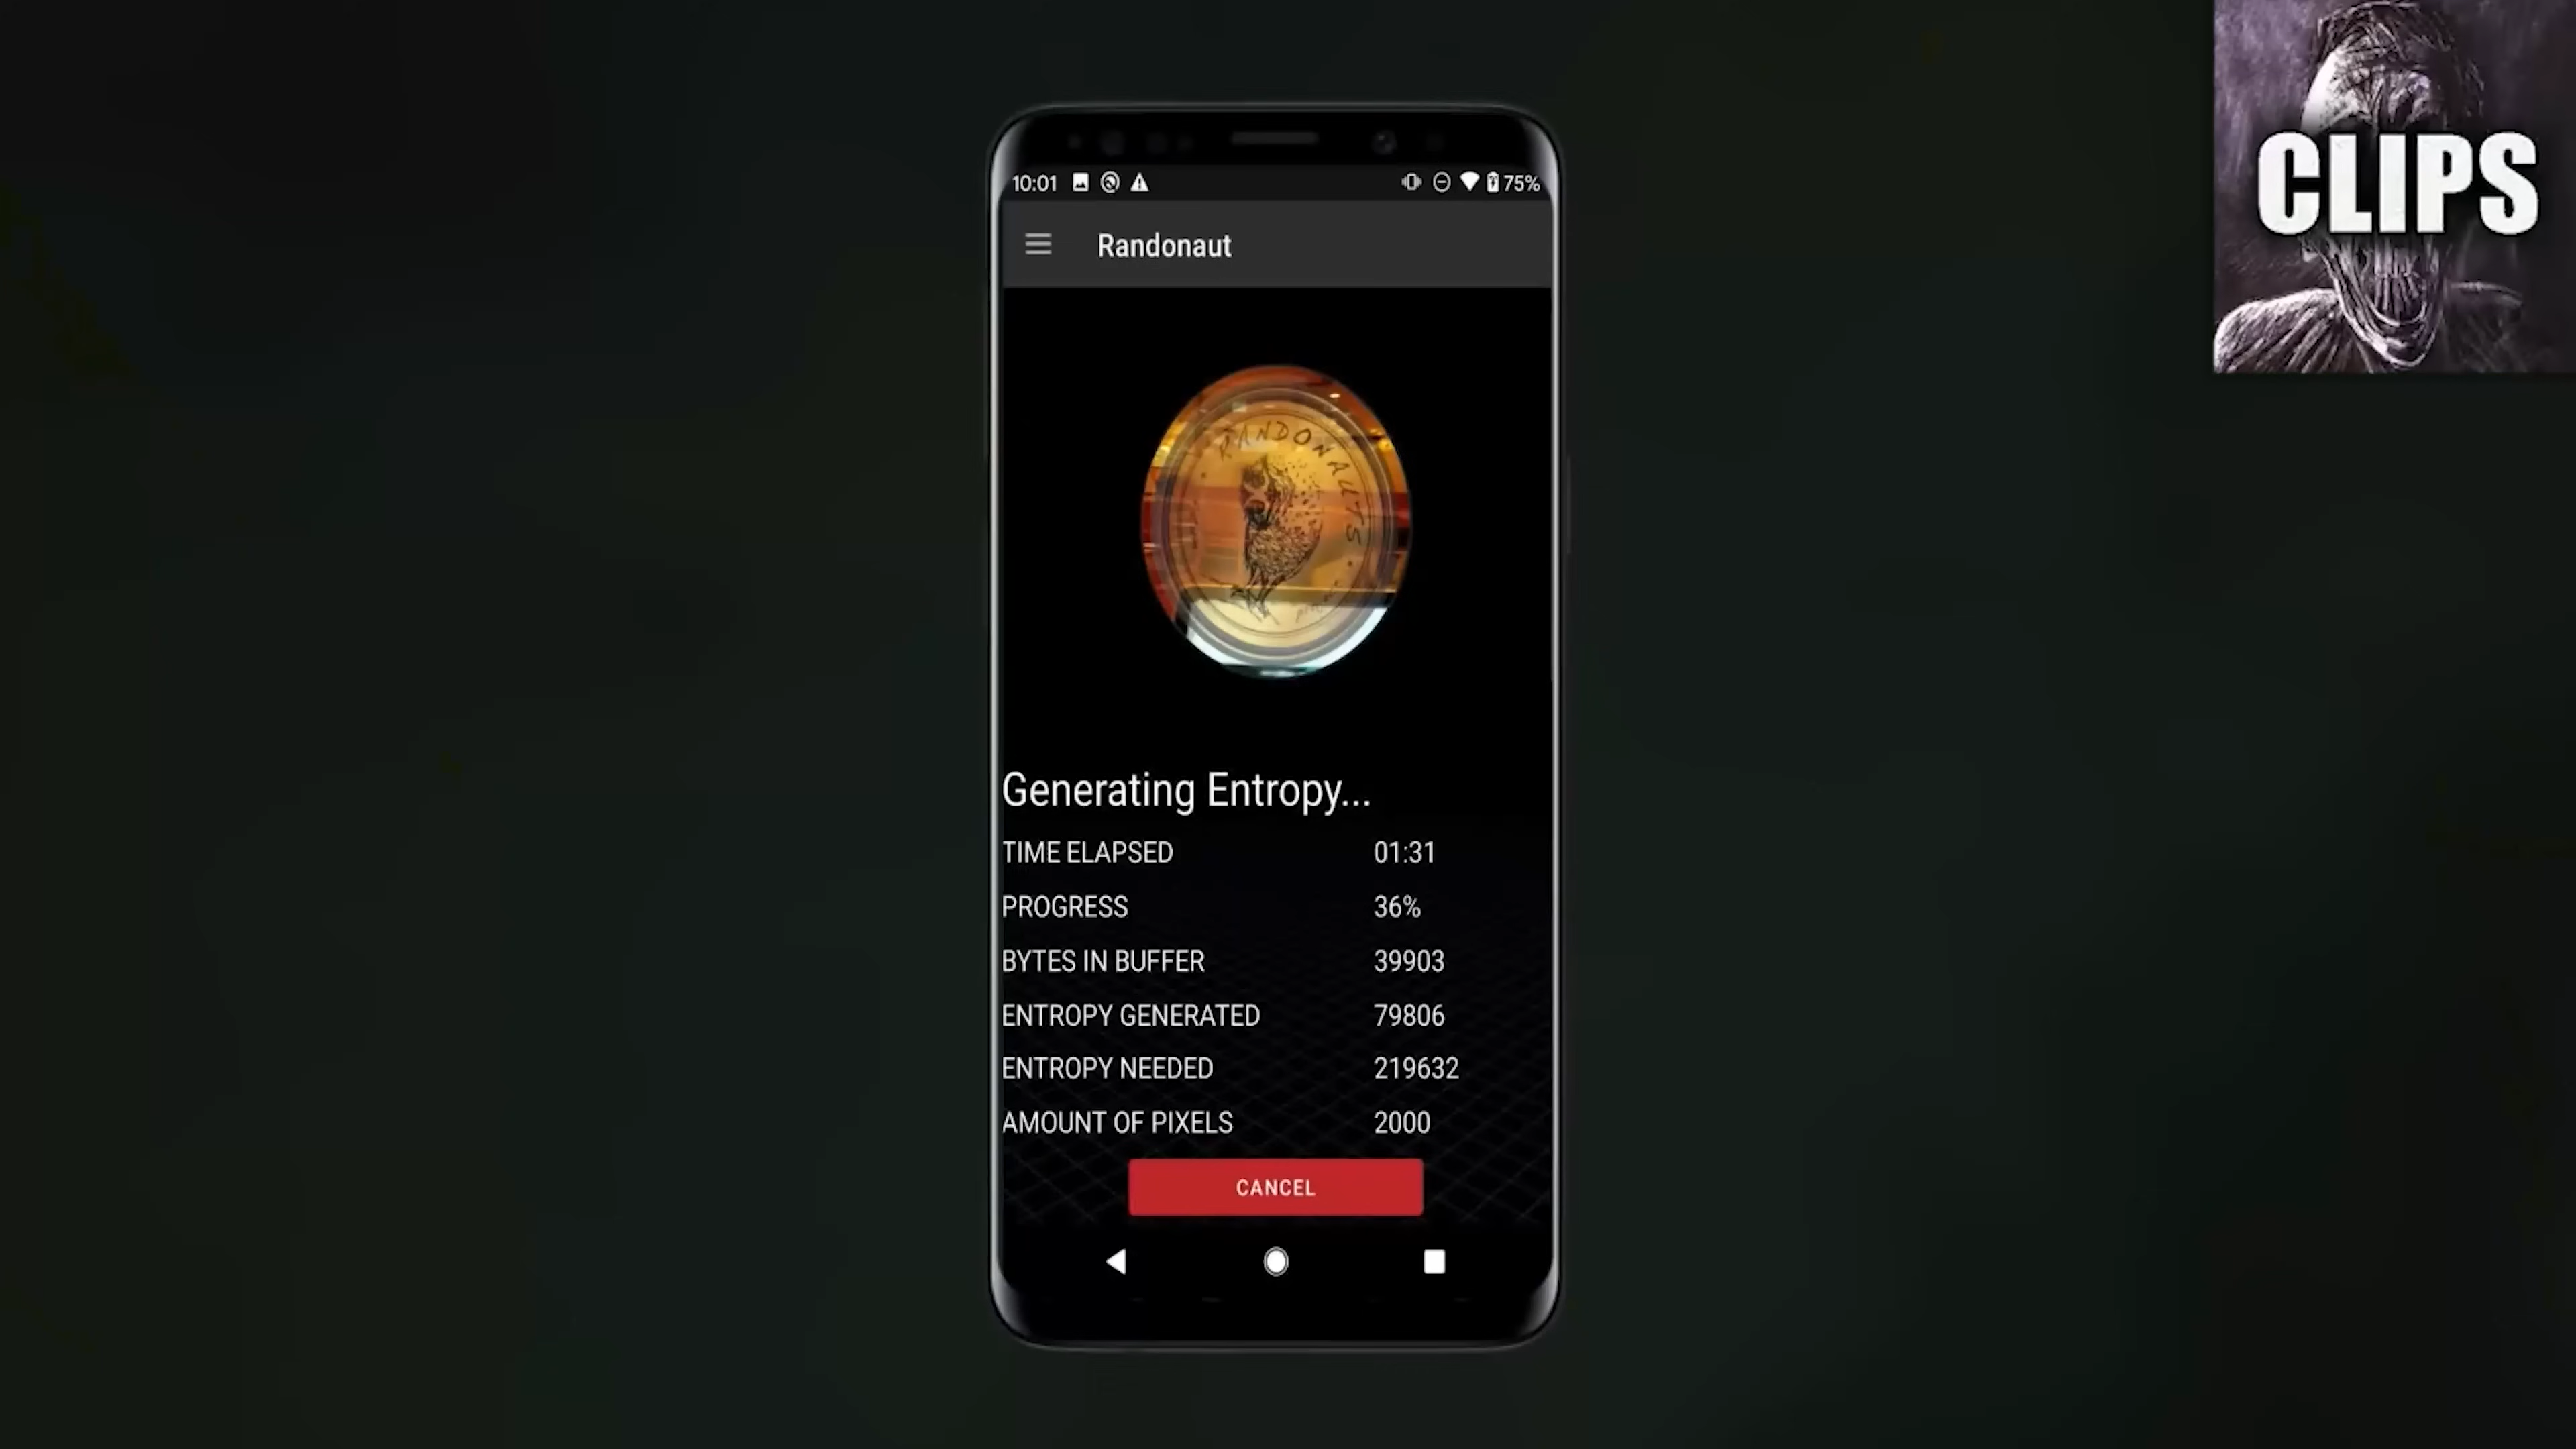 CLIPS
10:01
75%
Randonaut
RANDONAUTS
Generating Entropy...
TIME ELAPSED 01:31
PROGRESS 36%
BYTES IN BUFFER 39903
ENTROPY GENERATED 79806
ENTROPY NEEDED 219632
AMOUNT OF PIXELS 2000
CANCEL